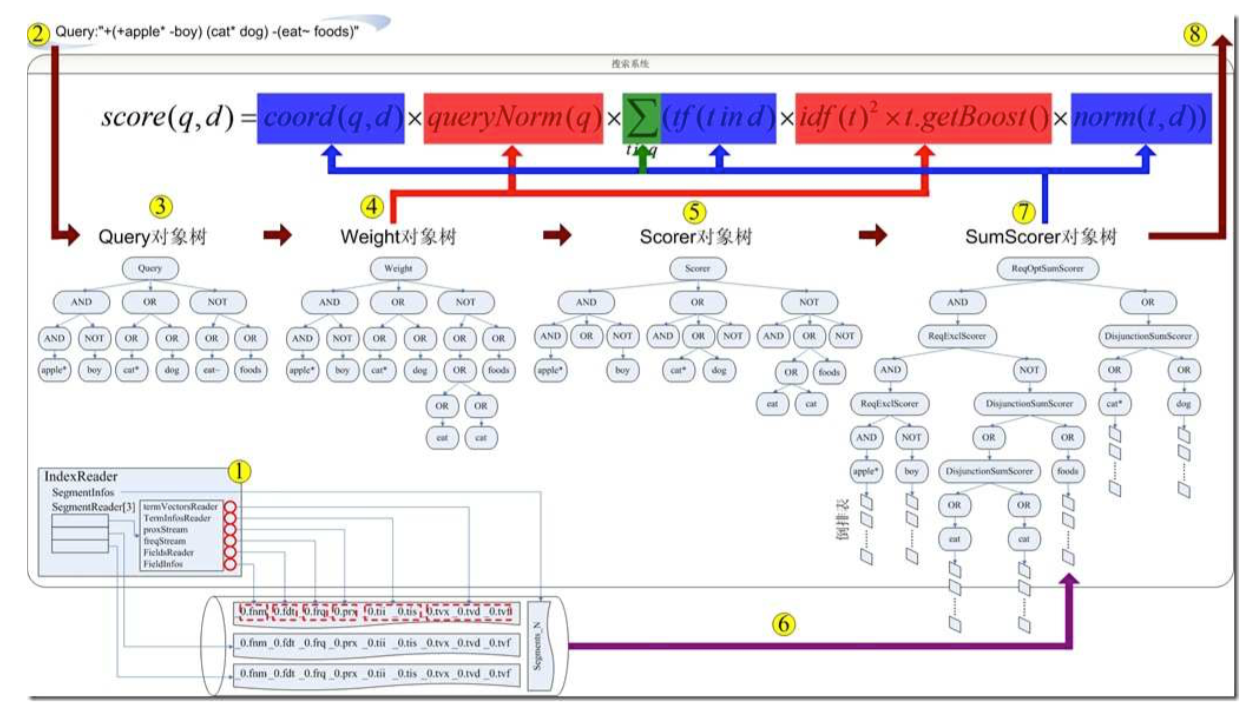 ② Query:"+(+apple* -boy) (cat* dog) -(eat~ foods)"
⑧
搜索系统
score(q,d) = coord(q,d) × queryNorm(q) × ∑ (tf(t in d) × idf(t)² × t.getBoost() × norm(t,d))
t in q
③ ④ ⑤ ⑦
Query对象树
Weight对象树
Scorer对象树
SumScorer对象树
Query
AND OR NOT
AND NOT OR OR OR OR
apple* boy cat* dog eat~ foods
Weight
AND OR NOT
AND NOT OR OR OR OR
apple* boy cat* dog OR foods
OR OR
eat cat
Scorer
AND OR NOT
AND OR NOT AND OR NOT AND OR NOT
apple* boy cat* dog OR foods
eat cat
ReqOptSumScorer
AND OR
ReqExclScorer DisjunctionSumScorer
AND NOT OR OR
ReqExclScorer DisjunctionSumScorer cat* dog
AND NOT OR OR
apple* boy DisjunctionSumScorer foods
OR OR
eat cat
倒排表
①
IndexReader
SegmentInfos
SegmentReader[3]
termVectorsReader
TermInfosReader
proxStream
freqStream
FieldsReader
FieldInfos
_0.fnm _0.fdt _0.frq _0.prx _0.tii _0.tis _0.tvx _0.tvd _0.tvf
_0.fnm _0.fdt _0.frq _0.prx _0.tii _0.tis _0.tvx _0.tvd _0.tvf
_0.fnm _0.fdt _0.frq _0.prx _0.tii _0.tis _0.tvx _0.tvd _0.tvf
Segments_N
⑥